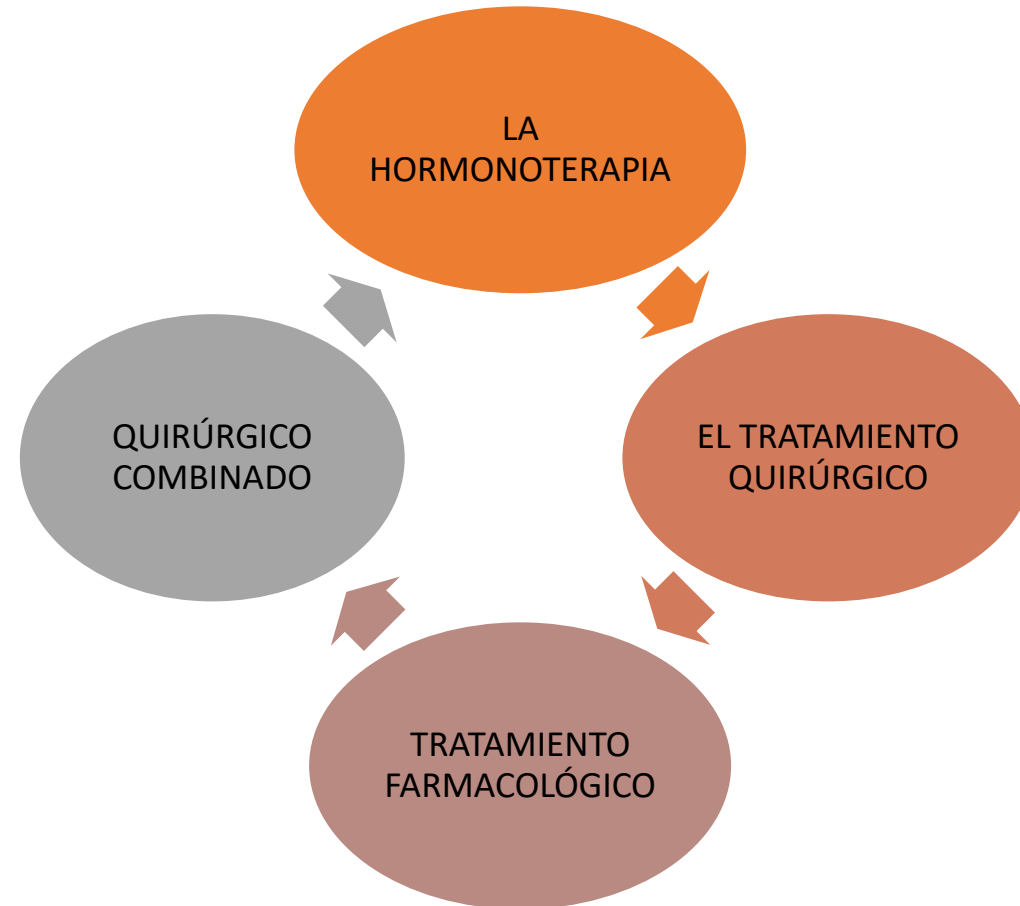 LA
HORMONOTERAPIA
EL TRATAMIENTO
QUIRÚRGICO
TRATAMIENTO
FARMACOLÓGICO
QUIRÚRGICO
COMBINADO